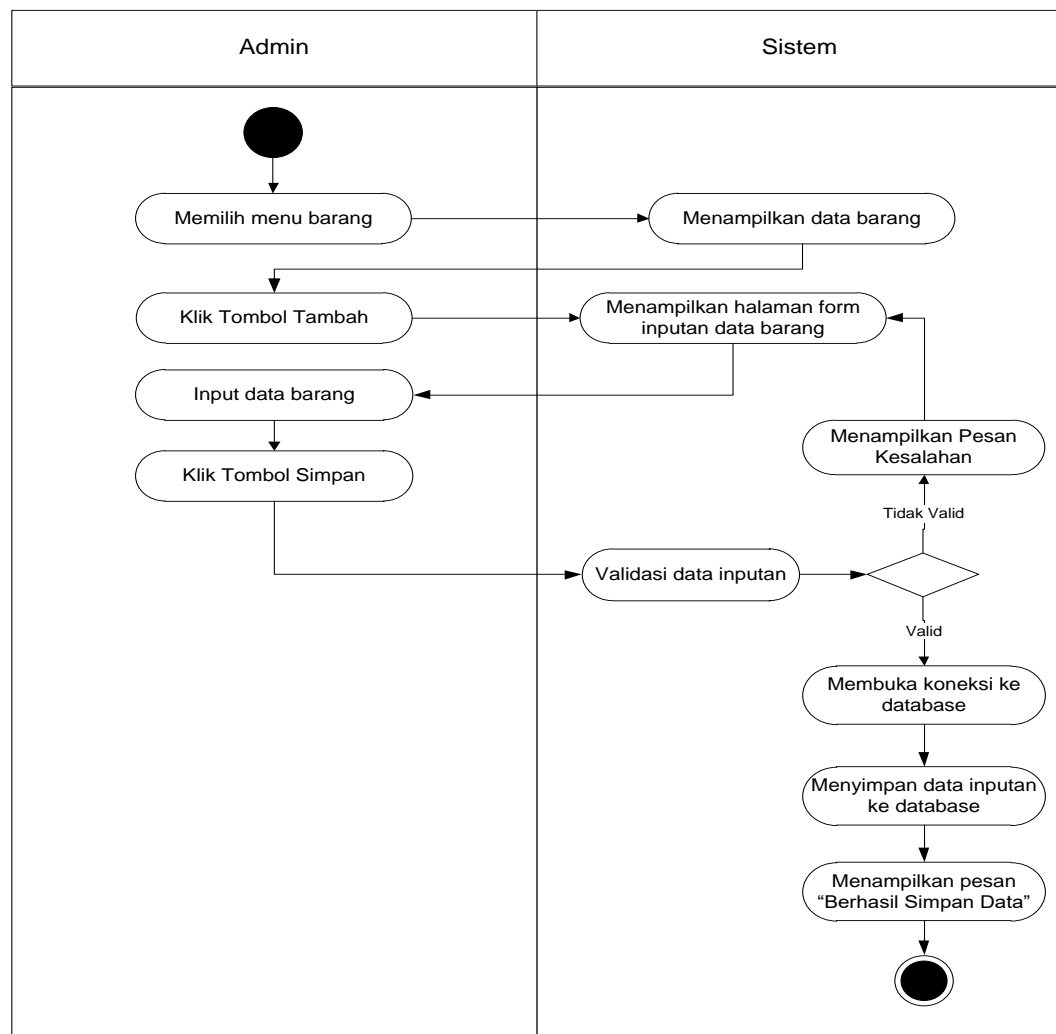 Admin
Sistem
Memilih menu barang
Menampilkan data barang
Klik Tombol Tambah
Menampilkan halaman form
inputan data barang
Input data barang
Klik Tombol Simpan
Menampilkan Pesan
Kesalahan
Tidak Valid
Validasi data inputan
Valid
Membuka koneksi ke
database
Menyimpan data inputan
ke database
Menampilkan pesan
“Berhasil Simpan Data”